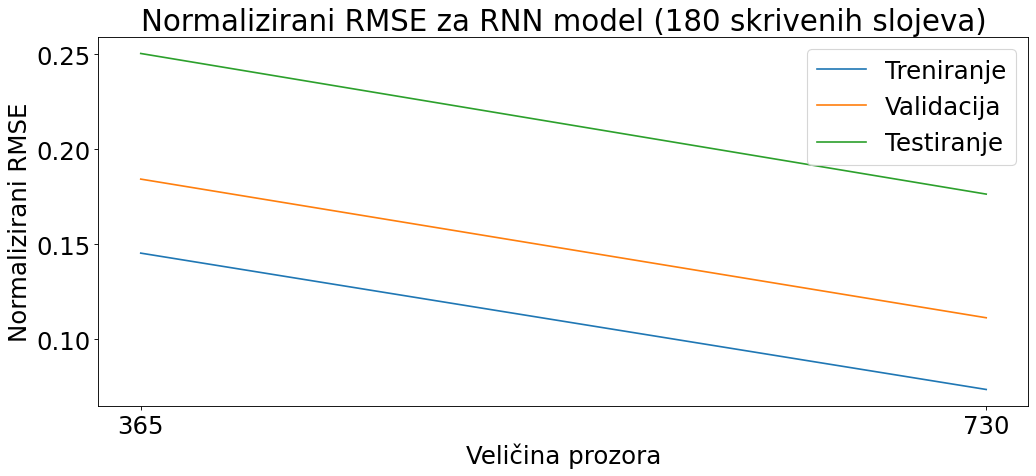 Normalizirani RMSE za RNN model (180 skrivenih slojeva)
Normalizirani RMSE
0.25
0.20
0.15
0.10
Treniranje
Validacija
Testiranje
365
730
Veličina prozora